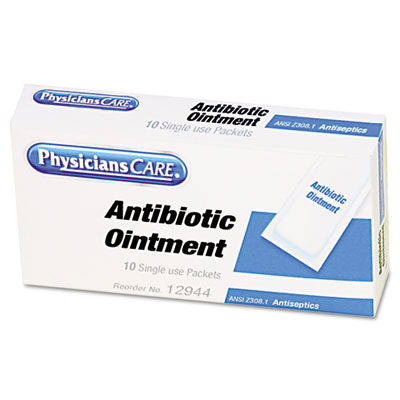 PhysiciansCARE®
Antibiotic
Ointment
10 Single use Packets
ANSI Z308.1 Antiseptics
PhysiciansCARE®
Antibiotic
Ointment
10 Single use Packets
Reorder No. 12944
Antibiotic
Ointment
ANSI Z308.1 Antiseptics